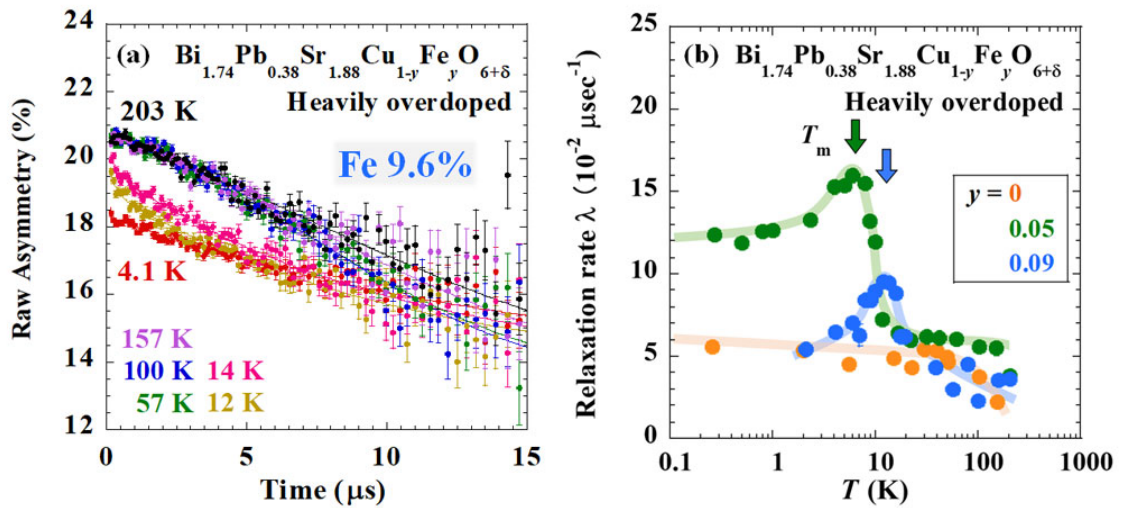 24
22
20
18
16
14
12
0
5
10
15
Raw Asymmetry (%)
Time (μs)
(a) Bi1.74Pb0.38Sr1.88Cu1-yFeyO6+δ
Heavily overdoped
203 K
Fe 9.6%
4.1 K
157 K
100 K 14 K
57 K 12 K
25
20
15
10
5
0
0.1
1
10
100
1000
Relaxation rate λ (10-2 μsec-1)
T (K)
(b) Bi1.74Pb0.38Sr1.88Cu1-yFeyO6+δ
Heavily overdoped
Tm
y = 0
0.05
0.09